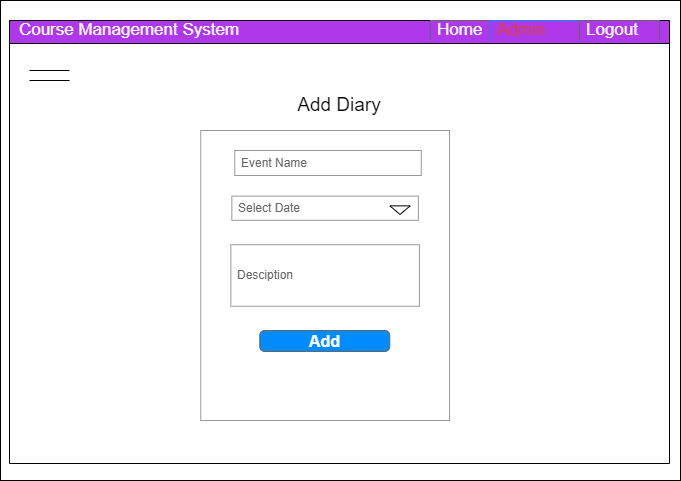 Course Management System Home Admin Logout
Add Diary
Event Name
Select Date
Desciption
Add